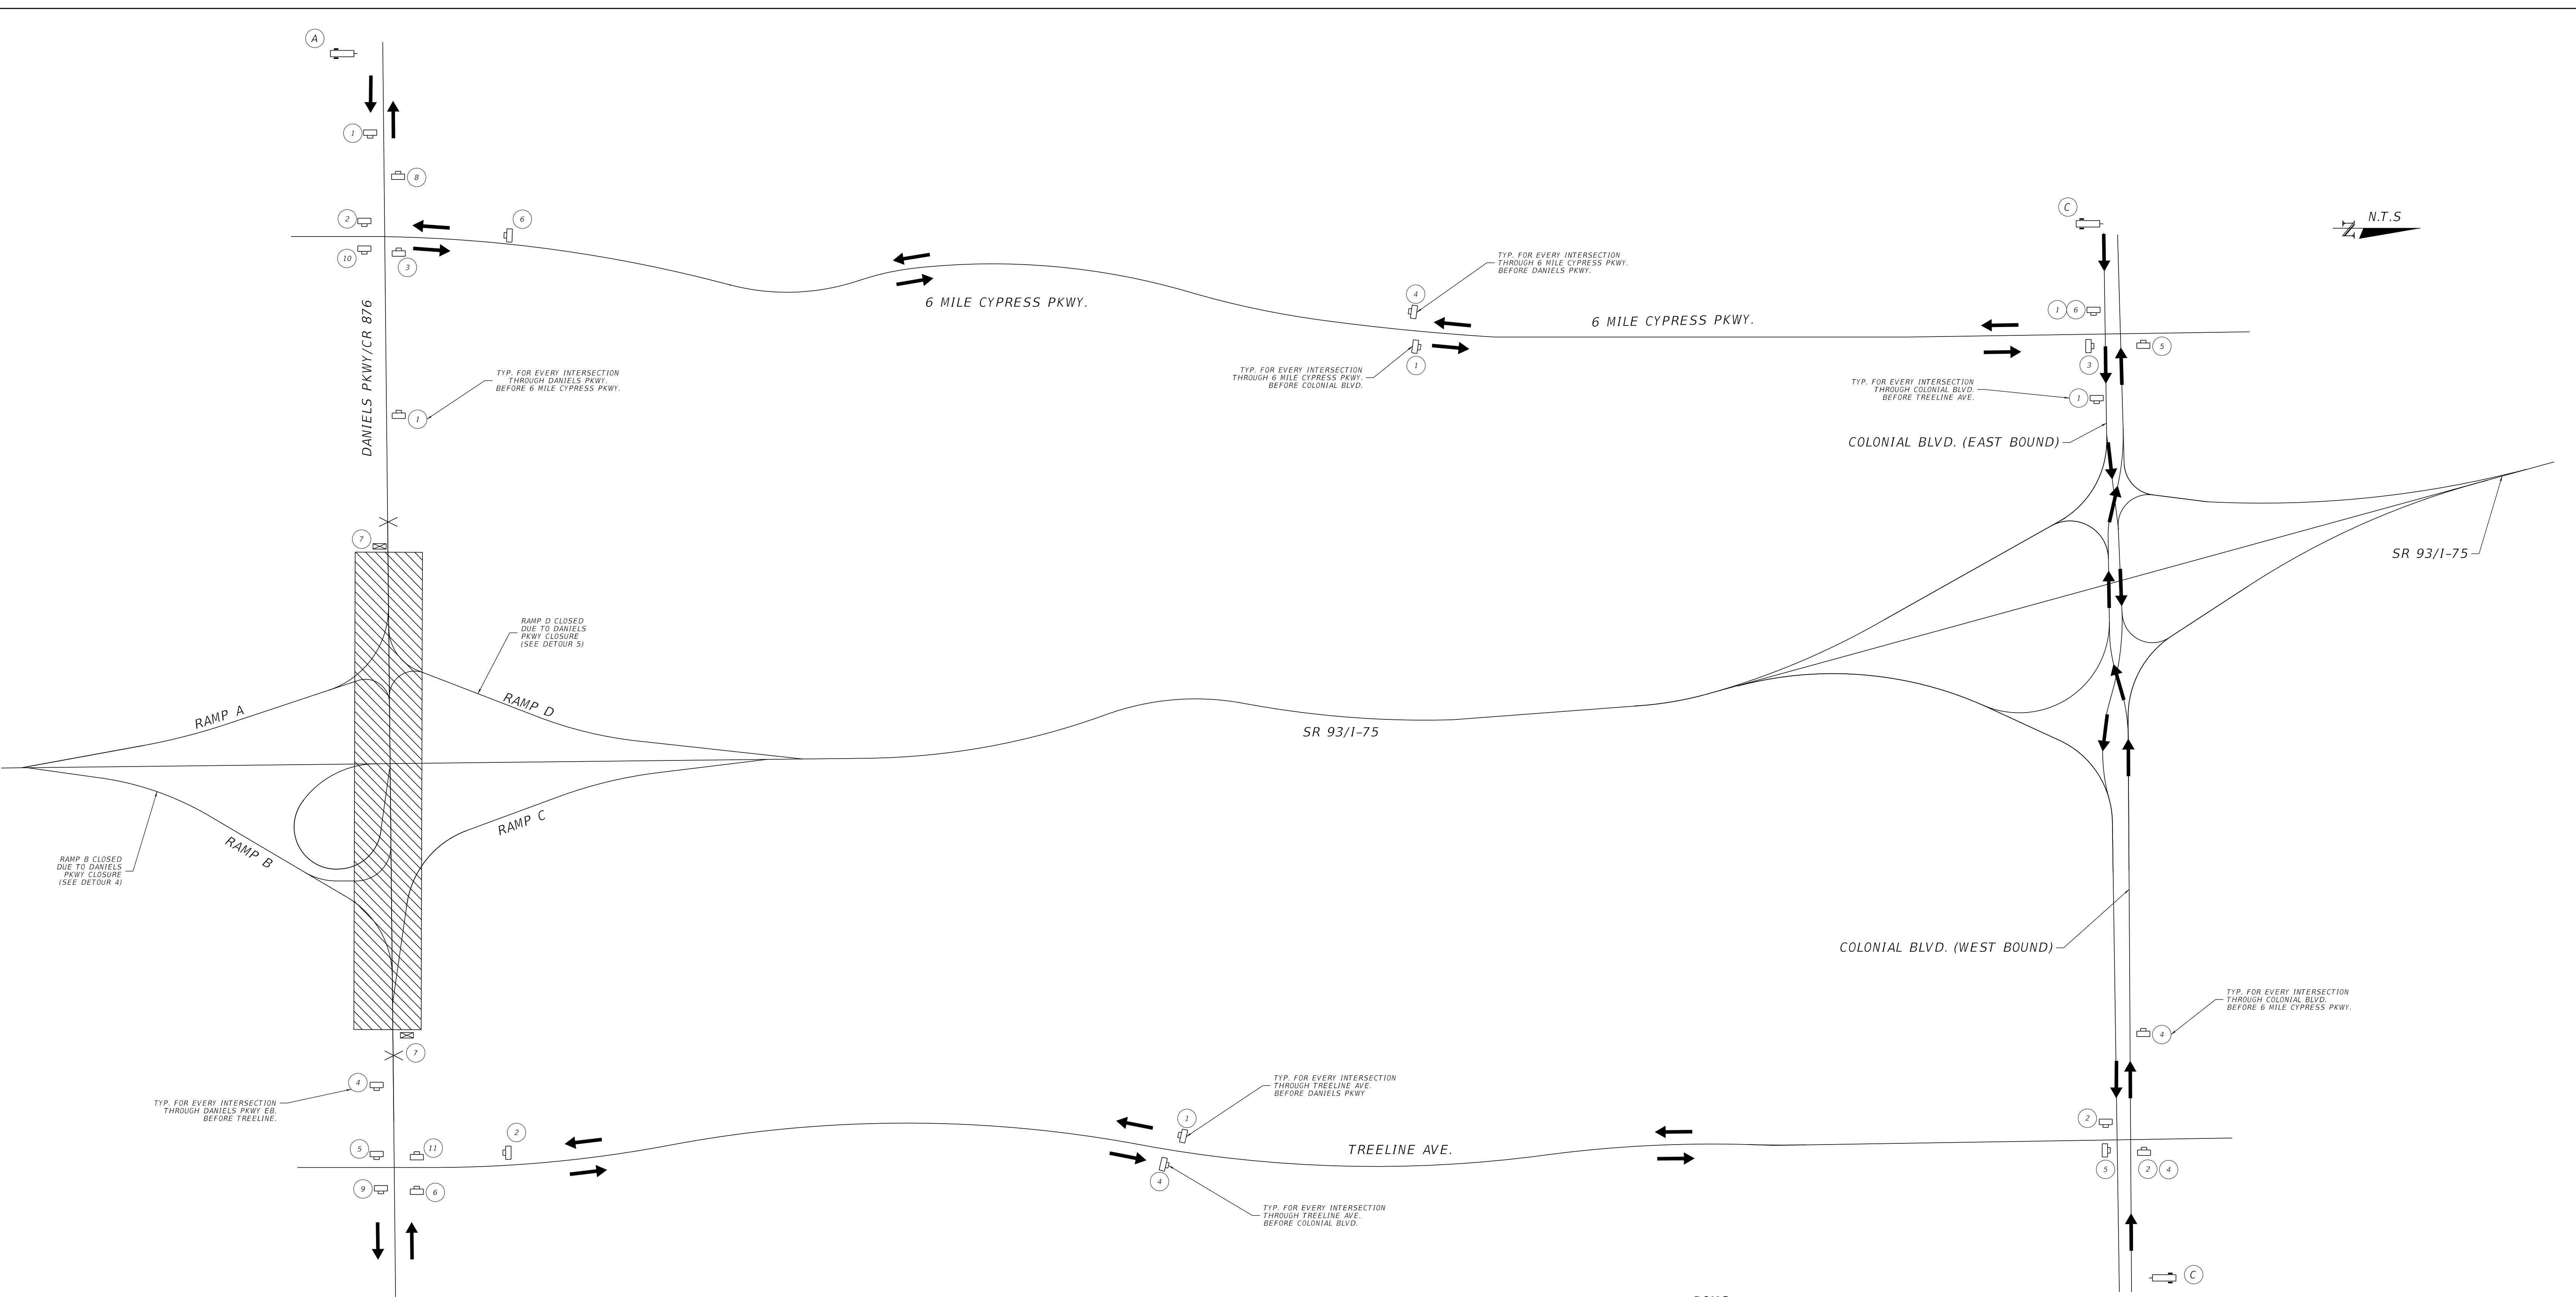 A
1
8
2
6
10
3
DANIELS PKWY/CR 876
TYP. FOR EVERY INTERSECTION
THROUGH DANIELS PKWY.
BEFORE 6 MILE CYPRESS PKWY.
1
6 MILE CYPRESS PKWY.
TYP. FOR EVERY INTERSECTION
THROUGH 6 MILE CYPRESS PKWY.
BEFORE DANIELS PKWY.
4
TYP. FOR EVERY INTERSECTION
THROUGH 6 MILE CYPRESS PKWY.
BEFORE COLONIAL BLVD.
1
6 MILE CYPRESS PKWY.
C
N.T.S
N
1
6
5
3
TYP. FOR EVERY INTERSECTION
THROUGH COLONIAL BLVD.
BEFORE TREELINE AVE.
1
COLONIAL BLVD. (EAST BOUND)
SR 93/I-75
7
RAMP D CLOSED
DUE TO DANIELS
PKWY CLOSURE
(SEE DETOUR 5)
RAMP A
RAMP D
SR 93/I-75
RAMP B
RAMP C
RAMP B CLOSED
DUE TO DANIELS
PKWY CLOSURE
(SEE DETOUR 4)
COLONIAL BLVD. (WEST BOUND)
TYP. FOR EVERY INTERSECTION
THROUGH COLONIAL BLVD.
BEFORE 6 MILE CYPRESS PKWY.
4
7
4
TYP. FOR EVERY INTERSECTION
THROUGH DANIELS PKWY EB.
BEFORE TREELINE.
TYP. FOR EVERY INTERSECTION
THROUGH TREELINE AVE.
BEFORE DANIELS PKWY
1
2
5
11
2
TREELINE AVE.
4
9
6
5
2
4
TYP. FOR EVERY INTERSECTION
THROUGH TREELINE AVE.
BEFORE COLONIAL BLVD.
C